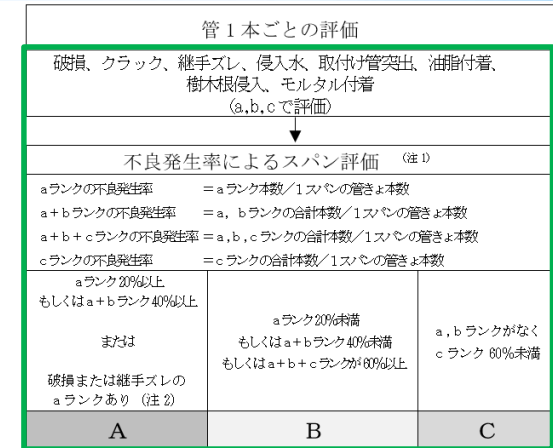 管１本ごとの評価
破損、クラック、継手ズレ、侵入水、取付け管突出、油脂付着、
樹木根侵入、モルタル付着
(a,b,cで評価)
不良発生率によるスパン評価 (注1)
aランクの不良発生率 ＝aランク本数／1スパンの管きょ本数
a＋bランクの不良発生率 ＝a, bランクの合計本数／1スパンの管きょ本数
a＋b＋cランクの不良発生率＝a,b,cランクの合計本数／1スパンの管きょ本数
cランクの不良発生率 ＝cランクの合計本数／1スパンの管きょ本数
aランク20%以上
もしくはa＋bランク40%以上
または
破損または継手ズレの
aランクあり (注2)
aランク20%未満
もしくはa＋bランク40%未満
もしくはa＋b＋cランクが60%以上
a,bランクがなく
cランク60%未満
A
B
C